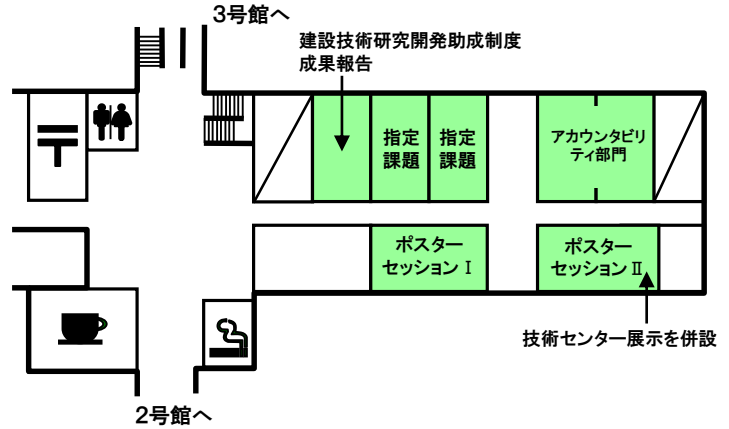 3号館へ
建設技術研究開発助成制度
成果報告
指定
課題
指定
課題
アカウンタビリ
ティ部門
ポスター
セッションⅠ
ポスター
セッションⅡ
技術センター展示を併設
2号館へ